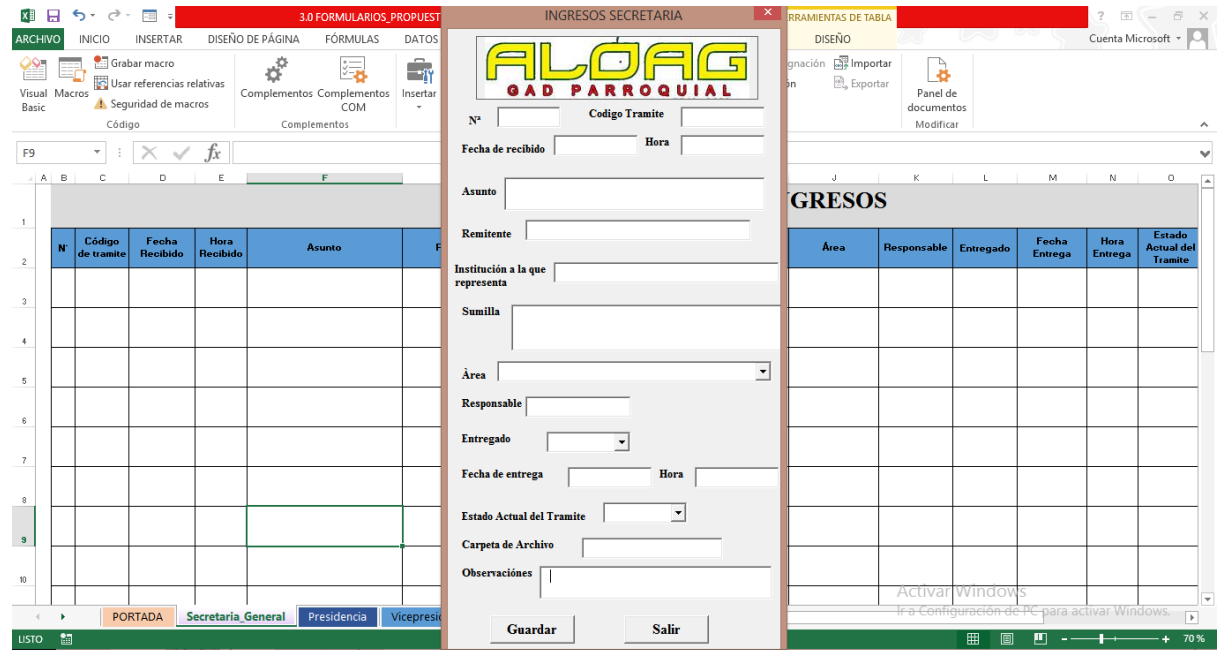 3.0 FORMULARIOS_PROPUEST
INGRESOS SECRETARIA
ERRAMIENTAS DE TABLA
ARCHIVO INICIO INSERTAR DISEÑO DE PÁGINA FÓRMULAS DATOS
DISEÑO
Cuenta Microsoft
Visual Basic
Macros
Grabar macro
Usar referencias relativas
Seguridad de macros
Código
Complementos
Complementos COM
Complementos
Insertar
gnación
Importar
ón
Exportar
Panel de documentos
Modificar
F9
fx
A B C D E F J K L M N O
1 2 3 4 5 6 7 8 9 10
NGRESOS
N°
Código de tramite
Fecha Recibido
Hora Recibido
Asunto
F
Área
Responsable
Entregado
Fecha Entrega
Hora Entrega
Estado Actual del Tramite
ALÓAG
GAD PARROQUIAL
Nª
Codigo Tramite
Fecha de recibido
Hora
Asunto
Remitente
Institución a la que
representa
Sumilla
Àrea
Responsable
Entregado
Fecha de entrega
Hora
Estado Actual del Tramite
Carpeta de Archivo
Observaciónes
Guardar
Salir
Activar Windows
Ir a Configuración de PC para activar Windows.
PORTADA
Secretaria_General
Presidencia
Vicepresid
LISTO
70%